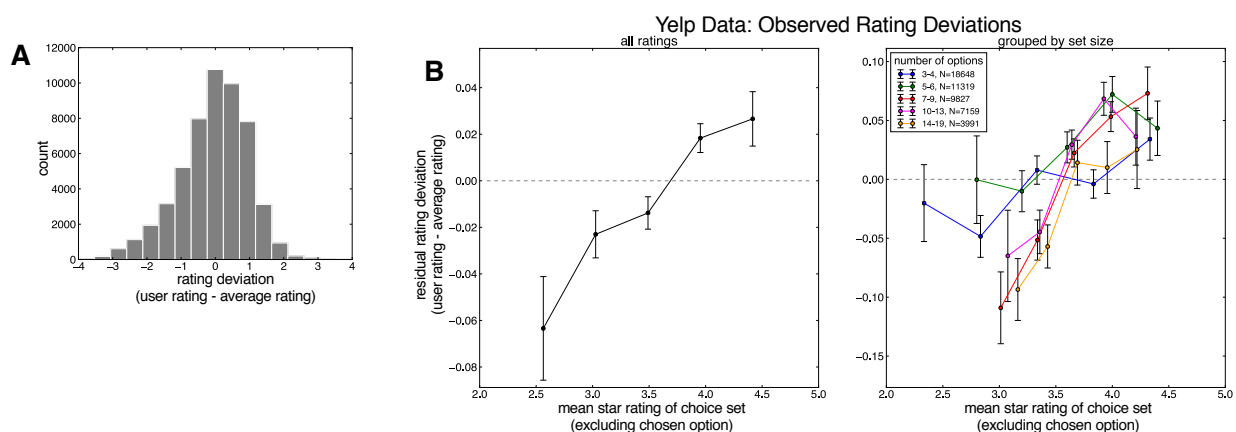 A
12000
10000
8000
6000
4000
2000
0
−4 −3 −2 −1 0 1 2 3 4
count
rating deviation
(user rating - average rating)
Yelp Data: Observed Rating Deviations
B
all ratings
0.04
0.02
0.00
−0.02
−0.04
−0.06
−0.08
2.0 2.5 3.0 3.5 4.0 4.5 5.0
residual rating deviation
(user rating - average rating)
mean star rating of choice set
(excluding chosen option)
grouped by set size
number of options
3-4, N=18648
5-6, N=11319
7-9, N=9827
10-13, N=7159
14-19, N=3991
0.10
0.05
0.00
−0.05
−0.10
−0.15
2.0 2.5 3.0 3.5 4.0 4.5 5.0
mean star rating of choice set
(excluding chosen option)